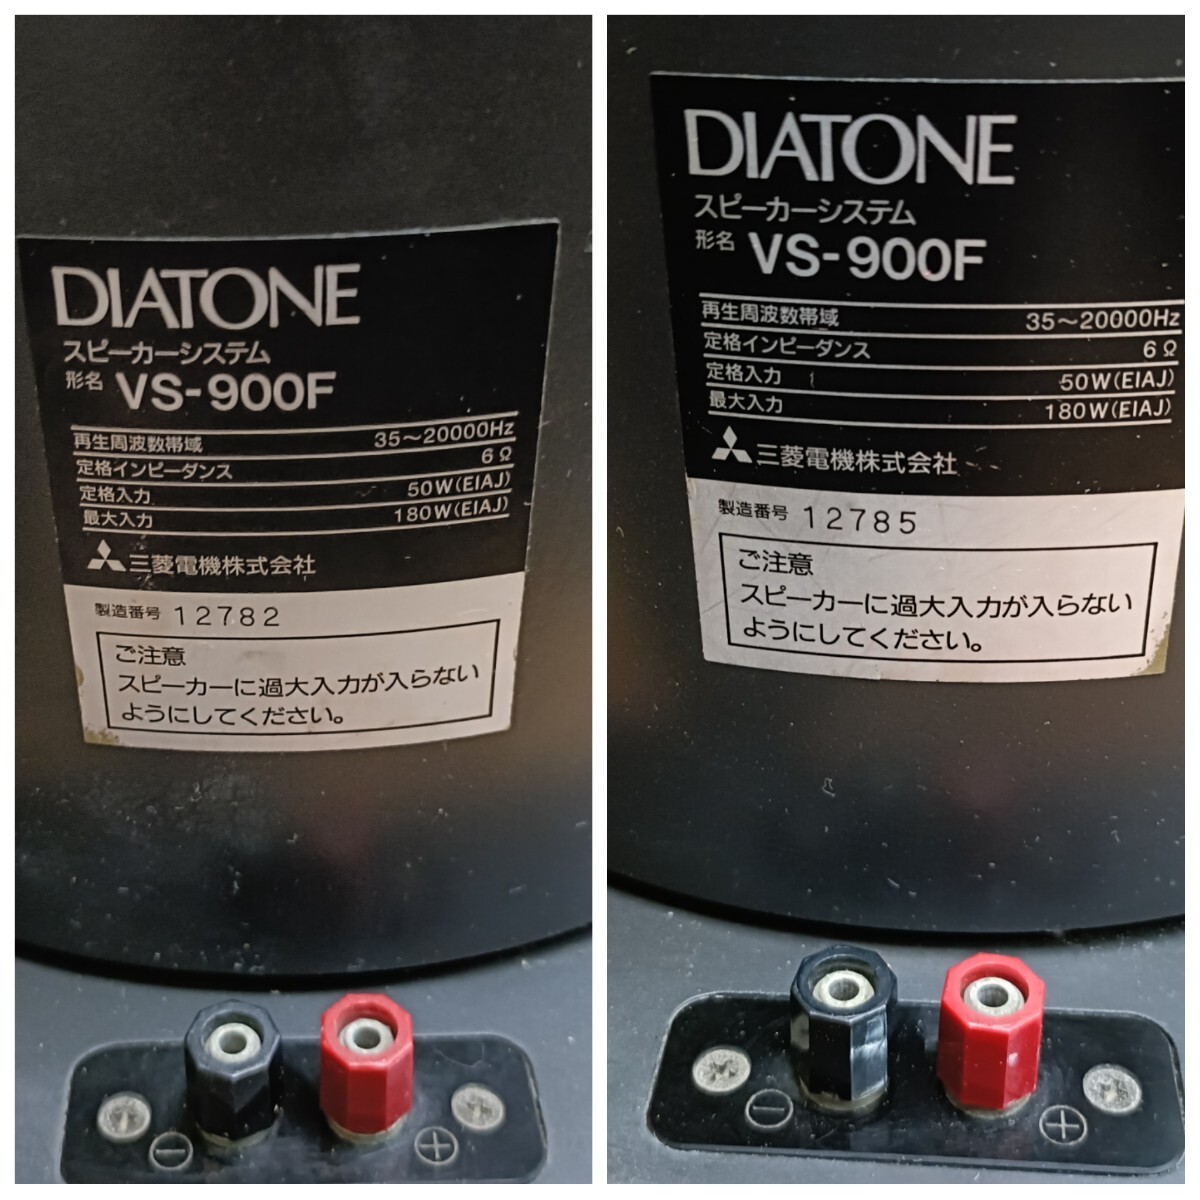 DIATONE
スピーカーシステム
形名 VS-900F
再生周波数帯域 35～20000Hz
定格インピーダンス 6Ω
定格入力 50W(EIAJ)
最大入力 180W(EIAJ)
三菱電機株式会社
製造番号 12782
ご注意
スピーカーに過大入力が入らない
ようにしてください。
⊖ ⊕
DIATONE
スピーカーシステム
形名 VS-900F
再生周波数帯域 35～20000Hz
定格インピーダンス 6Ω
定格入力 50W(EIAJ)
最大入力 180W(EIAJ)
三菱電機株式会社
製造番号 12785
ご注意
スピーカーに過大入力が入らない
ようにしてください。
⊖ ⊕